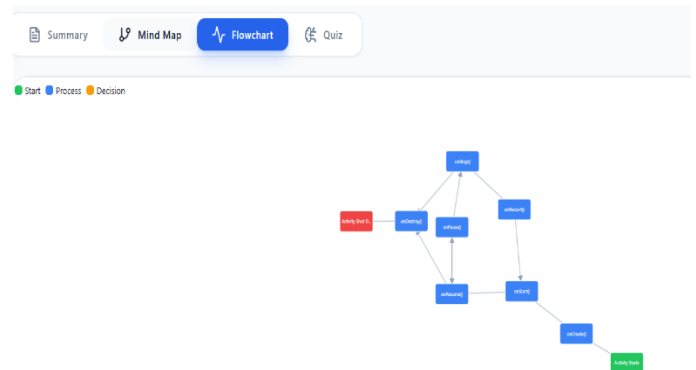 Summary
Mind Map
Flowchart
Quiz
Start
Process
Decision
onStop()
onRestart()
Activity Shut D..
onDestroy()
onPause()
onResume()
onStart()
onCreate()
Activity Starts